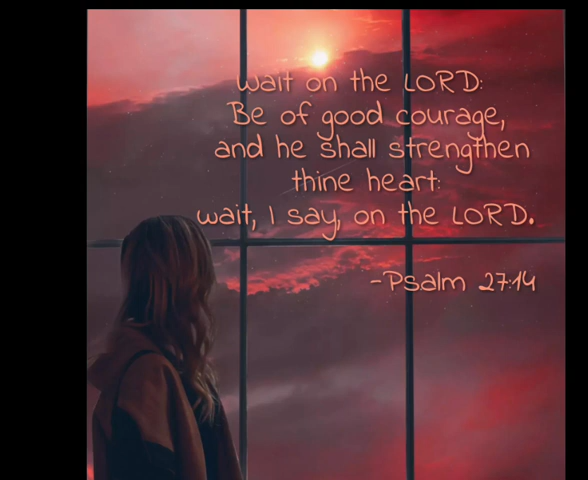 wait on the LORD:
Be of good courage,
and he shall strengthen
thine heart:
wait, I say, on the LORD.
-Psalm 27:14